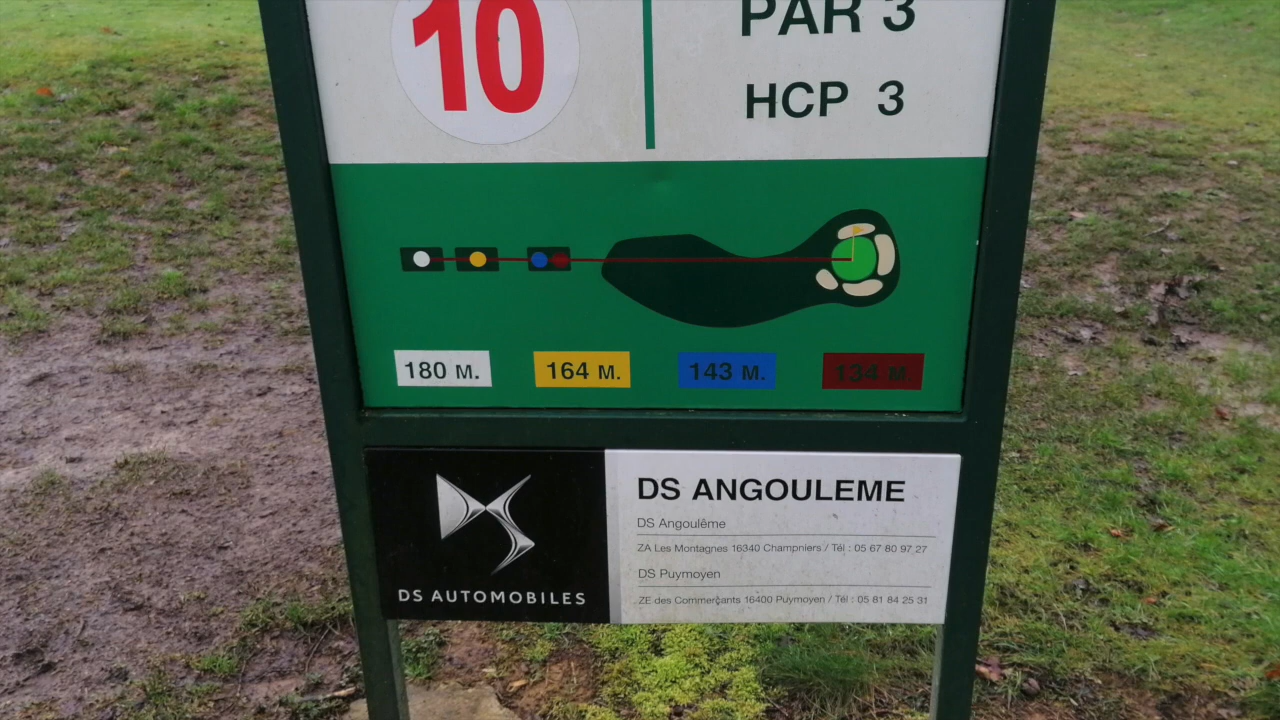 10
PAR 3
HCP 3
180 M.
164 M.
143 M.
134 M.
DS AUTOMOBILES
DS ANGOULEME
DS Angoulême
ZA Les Montagnes 16340 Champniers / Tél : 05 67 80 97 27
DS Puymoyen
ZE des Commerçants 16400 Puymoyen / Tél : 05 81 84 25 31